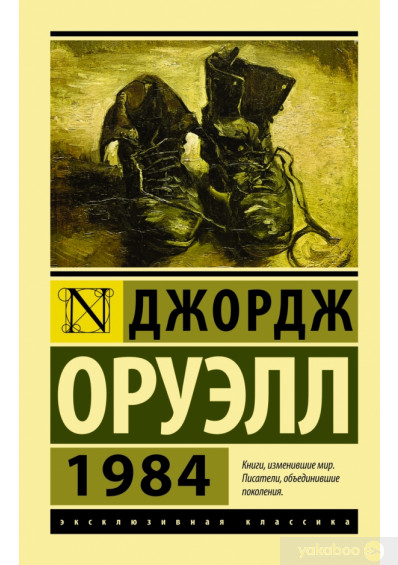 N
ДЖОРДЖ
ОРУЭЛЛ
1984
Книги, изменившие мир.
Писатели, объединившие
поколения.
эксклюзивная классика
yakaboo